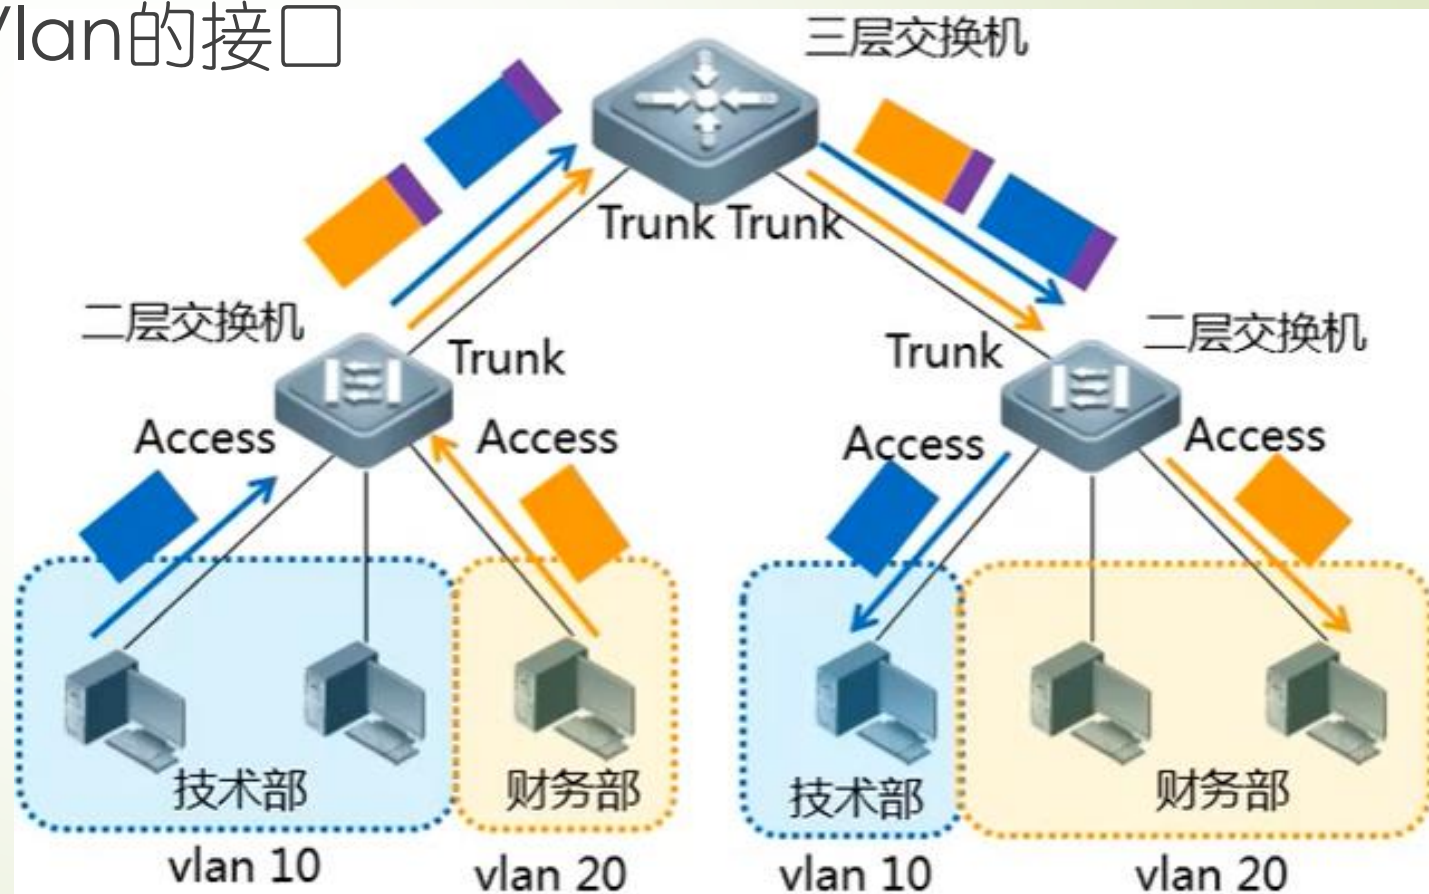 Vlan的接口
三层交换机
Trunk Trunk
二层交换机
Trunk
Trunk
二层交换机
Access
Access
Access
Access
技术部
财务部
技术部
财务部
vlan 10
vlan 20
vlan 10
vlan 20